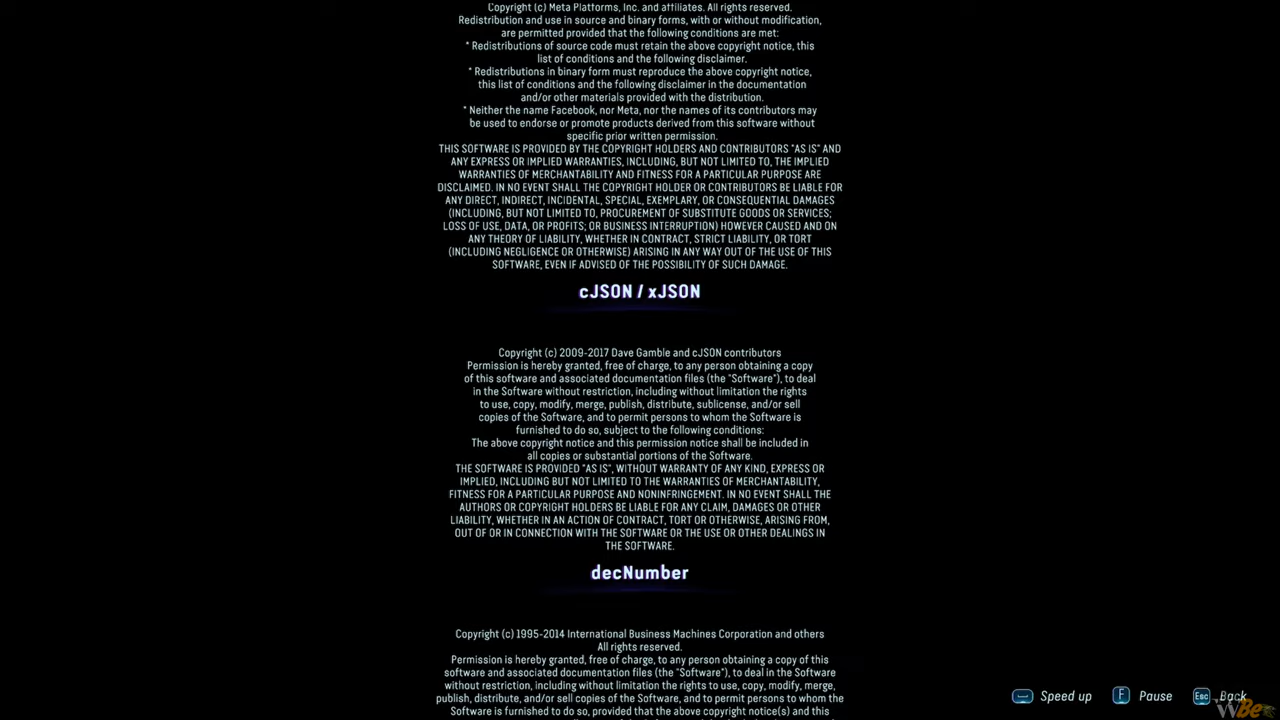 Copyright (c) Meta Platforms, Inc. and affiliates. All rights reserved.
Redistribution and use in source and binary forms, with or without modification,
are permitted provided that the following conditions are met:
* Redistributions of source code must retain the above copyright notice, this
list of conditions and the following disclaimer.
* Redistributions in binary form must reproduce the above copyright notice,
this list of conditions and the following disclaimer in the documentation
and/or other materials provided with the distribution.
* Neither the name Facebook, nor Meta, nor the names of its contributors may
be used to endorse or promote products derived from this software without
specific prior written permission.
THIS SOFTWARE IS PROVIDED BY THE COPYRIGHT HOLDERS AND CONTRIBUTORS "AS IS" AND
ANY EXPRESS OR IMPLIED WARRANTIES, INCLUDING, BUT NOT LIMITED TO, THE IMPLIED
WARRANTIES OF MERCHANTABILITY AND FITNESS FOR A PARTICULAR PURPOSE ARE
DISCLAIMED. IN NO EVENT SHALL THE COPYRIGHT HOLDER OR CONTRIBUTORS BE LIABLE FOR
ANY DIRECT, INDIRECT, INCIDENTAL, SPECIAL, EXEMPLARY, OR CONSEQUENTIAL DAMAGES
(INCLUDING, BUT NOT LIMITED TO, PROCUREMENT OF SUBSTITUTE GOODS OR SERVICES;
LOSS OF USE, DATA, OR PROFITS; OR BUSINESS INTERRUPTION) HOWEVER CAUSED AND ON
ANY THEORY OF LIABILITY, WHETHER IN CONTRACT, STRICT LIABILITY, OR TORT
(INCLUDING NEGLIGENCE OR OTHERWISE) ARISING IN ANY WAY OUT OF THE USE OF THIS
SOFTWARE, EVEN IF ADVISED OF THE POSSIBILITY OF SUCH DAMAGE.
cJSON / xJSON
Copyright (c) 2009-2017 Dave Gamble and cJSON contributors
Permission is hereby granted, free of charge, to any person obtaining a copy
of this software and associated documentation files (the "Software"), to deal
in the Software without restriction, including without limitation the rights
to use, copy, modify, merge, publish, distribute, sublicense, and/or sell
copies of the Software, and to permit persons to whom the Software is
furnished to do so, subject to the following conditions:
The above copyright notice and this permission notice shall be included in
all copies or substantial portions of the Software.
THE SOFTWARE IS PROVIDED "AS IS", WITHOUT WARRANTY OF ANY KIND, EXPRESS OR
IMPLIED, INCLUDING BUT NOT LIMITED TO THE WARRANTIES OF MERCHANTABILITY,
FITNESS FOR A PARTICULAR PURPOSE AND NONINFRINGEMENT. IN NO EVENT SHALL THE
AUTHORS OR COPYRIGHT HOLDERS BE LIABLE FOR ANY CLAIM, DAMAGES OR OTHER
LIABILITY, WHETHER IN AN ACTION OF CONTRACT, TORT OR OTHERWISE, ARISING FROM,
OUT OF OR IN CONNECTION WITH THE SOFTWARE OR THE USE OR OTHER DEALINGS IN
THE SOFTWARE.
decNumber
Copyright (c) 1995-2014 International Business Machines Corporation and others
All rights reserved.
Permission is hereby granted, free of charge, to any person obtaining a copy of this
software and associated documentation files (the "Software"), to deal in the Software
without restriction, including without limitation the rights to use, copy, modify, merge,
publish, distribute, and/or sell copies of the Software, and to permit persons to whom the
Software is furnished to do so, provided that the above copyright notice(s) and this
Speed up
F Pause
Esc Back